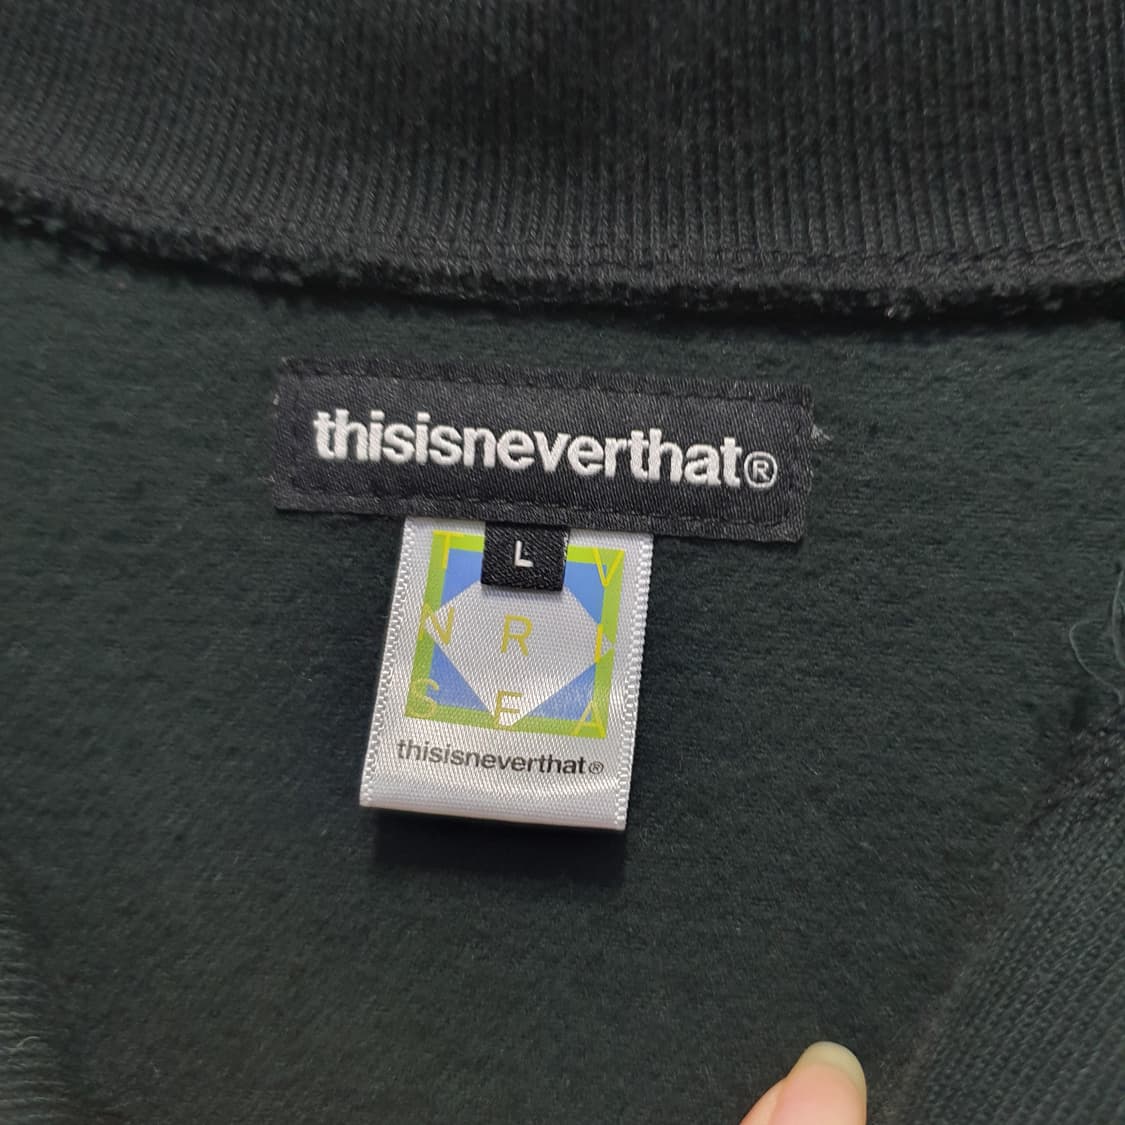 thisisneverthat®
L
T V
N R I
S E A
thisisneverthat®